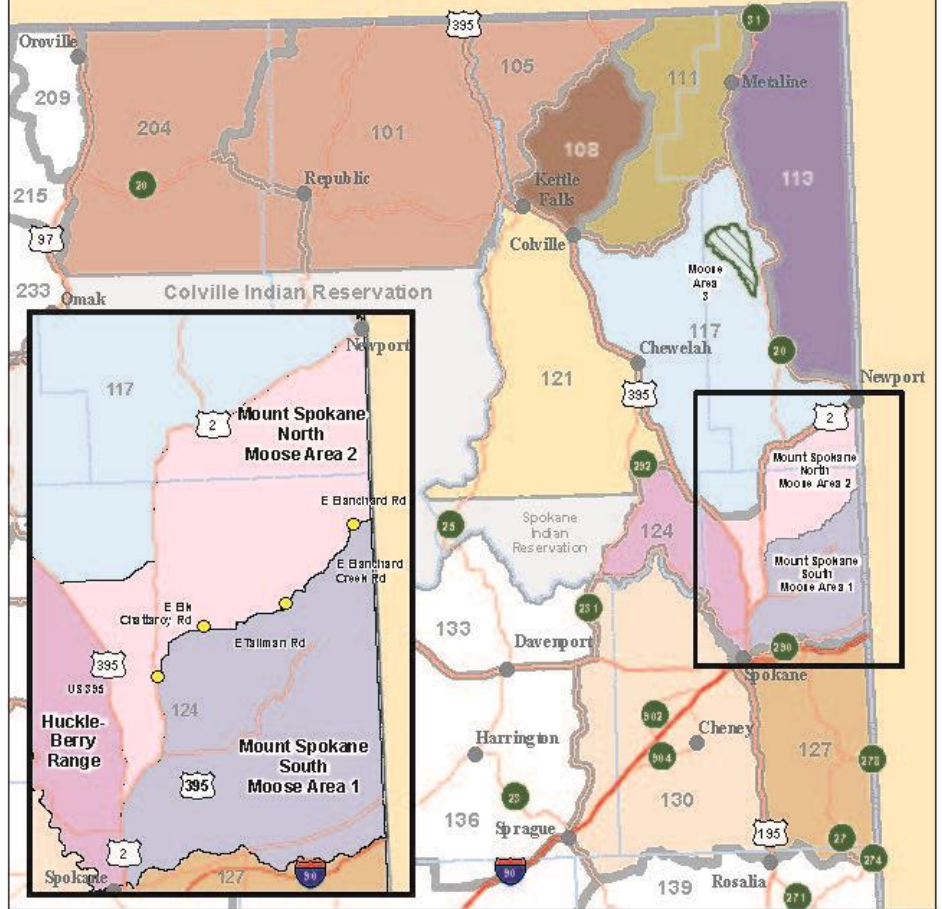 395
31
Oroville
105
111
Metaline
209
204
101
108
113
20
Republic
Kettle
Falls
215
Colville
97
Moose
Area
3
233
Omak
Colville Indian Reservation
117
20
Chewelah
121
395
Newport
2
292
Mount Spokane
North
Moose Area 2
25
Spokane
Indian
Reservation
124
Mount Spokane
South
Moose Area 1
231
133
Davenport
290
Spokane
902
Cheney
904
127
278
Harrington
23
130
136
Sprague
195
27
274
90
139
Rosalia
271
Newport
117
2
Mount Spokane
North
Moose Area 2
E Blanchard Rd
E Blanchard
Creek Rd
E Elk
Chattaroy Rd
E Tallman Rd
395
US 395
124
Huckle-
Berry
Range
Mount Spokane
South
Moose Area 1
395
2
Spokane
127
90